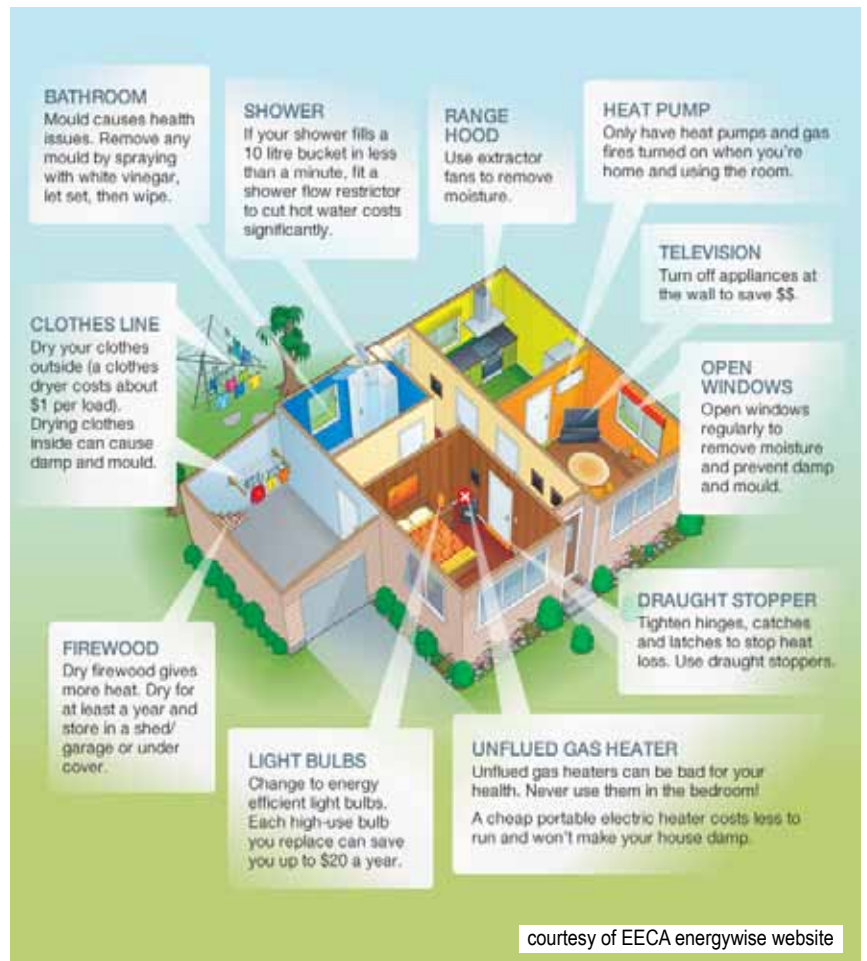 BATHROOM
Mould causes health
issues. Remove any
mould by spraying
with white vinegar,
let set, then wipe.
SHOWER
If your shower fills a
10 litre bucket in less
than a minute, fit a
shower flow restrictor
to cut hot water costs
significantly.
RANGE
HOOD
Use extractor
fans to remove
moisture.
HEAT PUMP
Only have heat pumps and gas
fires turned on when you're
home and using the room.
TELEVISION
Turn off appliances at
the wall to save $$.
CLOTHES LINE
Dry your clothes
outside (a clothes
dryer costs about
$1 per load).
Drying clothes
inside can cause
damp and mould.
OPEN
WINDOWS
Open windows
regularly to
remove moisture
and prevent damp
and mould.
DRAUGHT STOPPER
Tighten hinges, catches
and latches to stop heat
loss. Use draught stoppers.
FIREWOOD
Dry firewood gives
more heat. Dry for
at least a year and
store in a shed/
garage or under
cover.
LIGHT BULBS
Change to energy
efficient light bulbs.
Each high-use bulb
you replace can save
you up to $20 a year.
UNFLUED GAS HEATER
Unflued gas heaters can be bad for your
health. Never use them in the bedroom!
A cheap portable electric heater costs less to
run and won't make your house damp.
courtesy of EECA energywise website